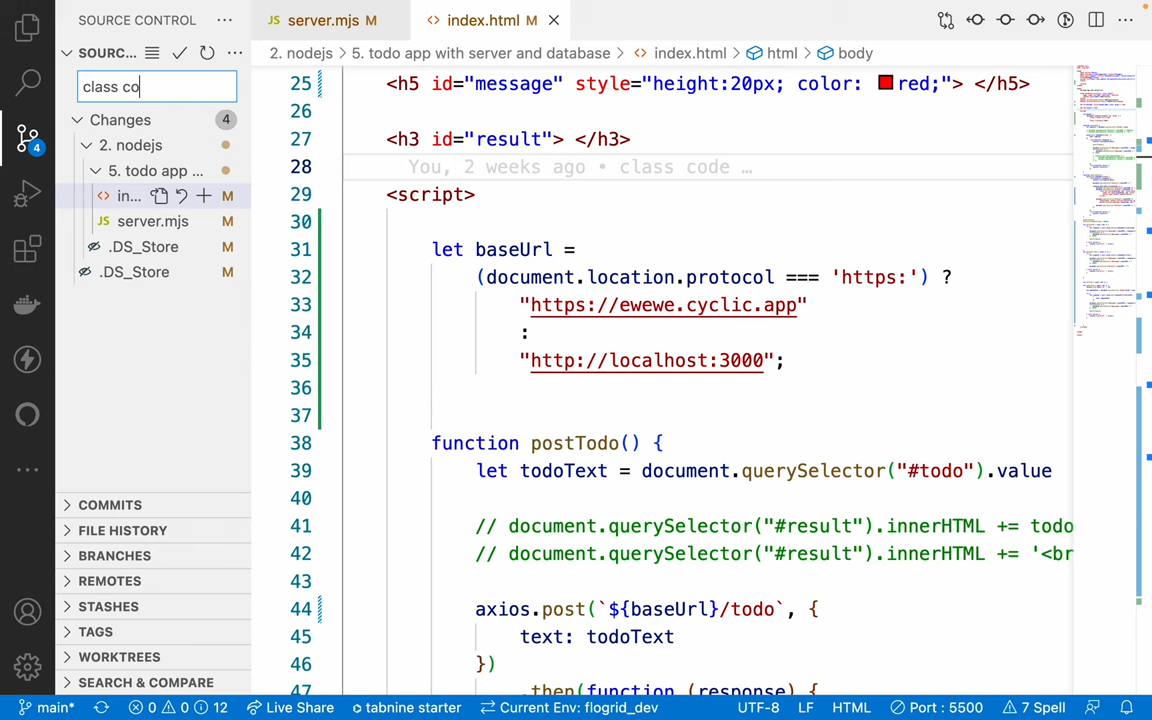 SOURCE CONTROL
SOURC...
class co
Changes 4
2. nodejs
5. todo app ...
<> in... M
JS server.mjs M
.DS_Store M
.DS_Store M
COMMITS
FILE HISTORY
BRANCHES
REMOTES
STASHES
TAGS
WORKTREES
SEARCH & COMPARE
4
JS server.mjs M
<> index.html M
2. nodejs > 5. todo app with server and database > <> index.html > html > body
25 <h5 id="message" style="height:20px; color: red;"> </h5>
26
27 <h3 id="result"> </h3>
28 You, 2 weeks ago • class code …
29 <script>
30
31 let baseUrl =
32 (document.location.protocol === 'https:') ?
33 "https://ewewe.cyclic.app"
34 :
35 "http://localhost:3000";
36
37
38 function postTodo() {
39 let todoText = document.querySelector("#todo").value
40
41 // document.querySelector("#result").innerHTML += todo
42 // document.querySelector("#result").innerHTML += '<br
43
44 axios.post(`${baseUrl}/todo`, {
45 text: todoText
46 })
47 .then(function (response) {
main* 0 0 12 Live Share tabnine starter Current Env: flogrid_dev UTF-8 LF HTML Port : 5500 7 Spell